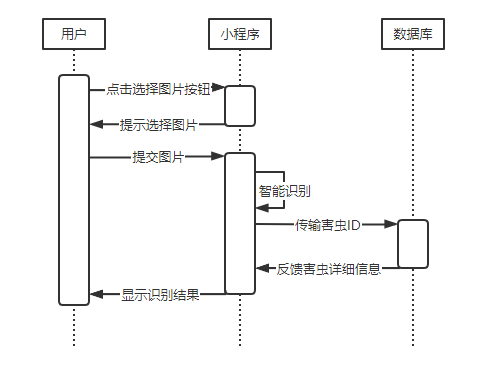 用户
小程序
数据库
点击选择图片按钮
提示选择图片
提交图片
智能识别
传输害虫ID
反馈害虫详细信息
显示识别结果